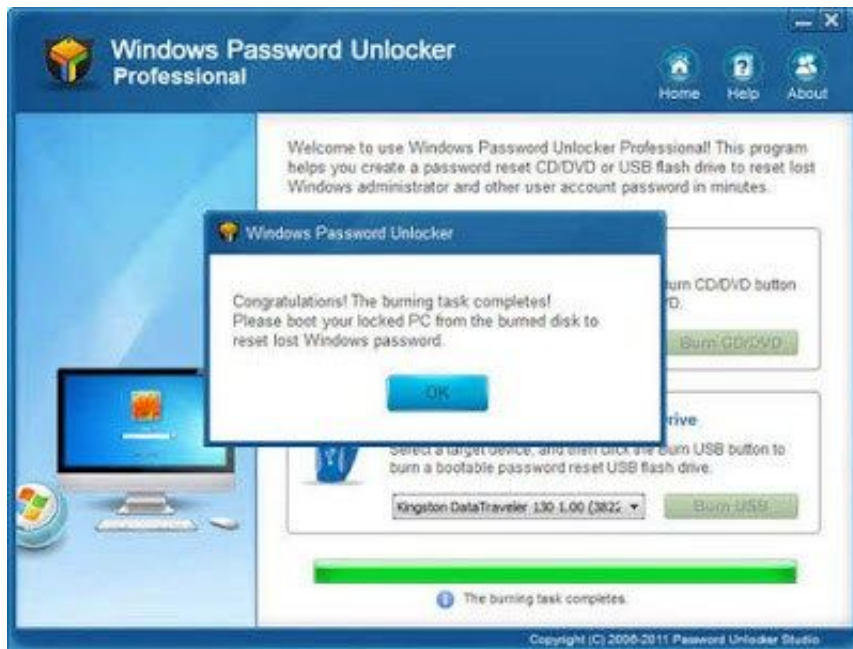 Windows Password Unlocker
Professional
Home Help About
Welcome to use Windows Password Unlocker Professional! This program
helps you create a password reset CD/DVD or USB flash drive to reset lost
Windows administrator and other user account password in minutes.
Windows Password Unlocker
Congratulations! The burning task completes!
Please boot your locked PC from the burned disk to
reset lost Windows password.
OK
CD/DVD button
Burn CD/DVD
Select a target device, and then click the Burn USB button to
burn a bootable password reset USB flash drive.
Kingston DataTraveler 130 1.00 (382
Burn USB
The burning task completes.
Copyright (C) 2006-2011 Password Unlocker Studio